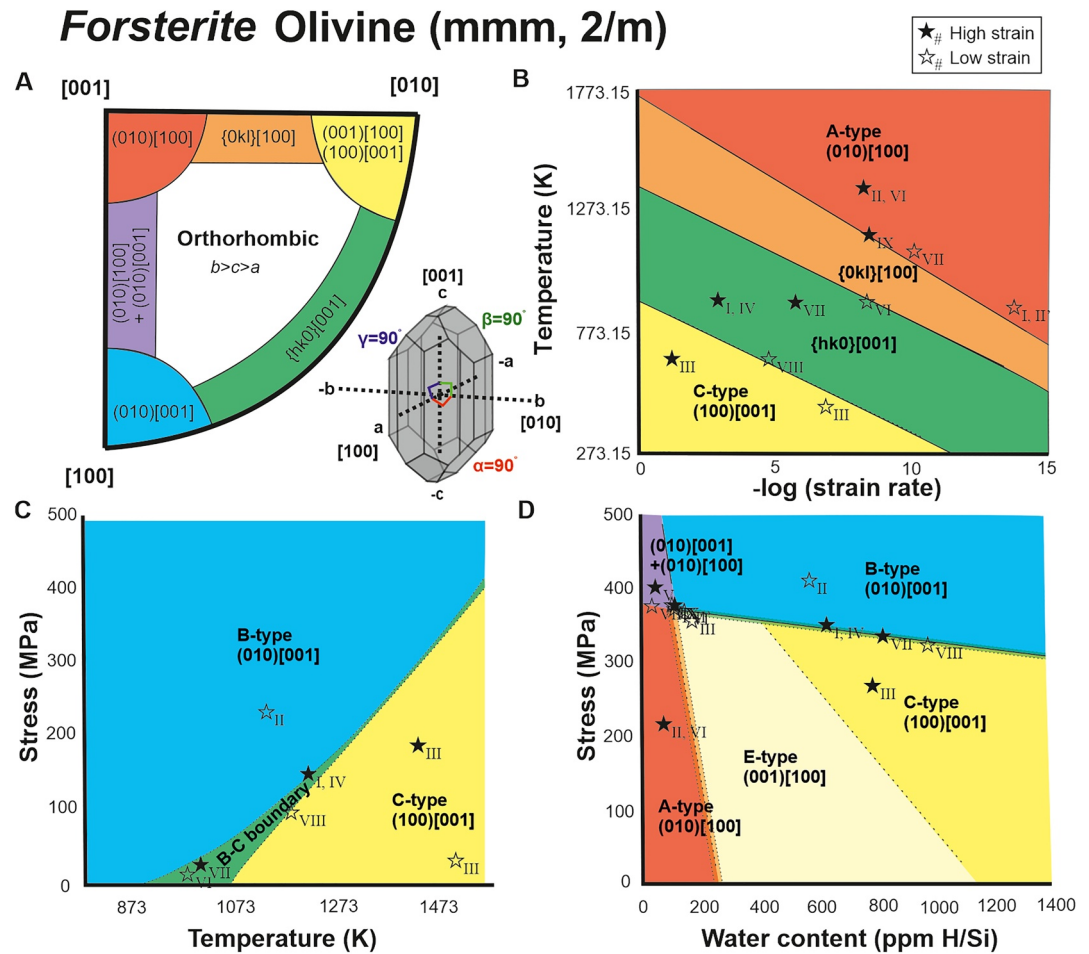 Forsterite Olivine (mmm, 2/m)
★# High strain
☆# Low strain
A
[001]
[010]
(010)[100]
{0kl}[100]
(001)[100]
(100)[001]
(010)[100]
+ (010)[001]
Orthorhombic
b>c>a
{hk0}[001]
(010)[001]
[100]
[001]
c
γ=90°
β=90°
-a
-b
b
[010]
a
[100]
α=90°
-c
B
Temperature (K)
1773.15
1273.15
773.15
273.15
A-type
(010)[100]
II, VI
IX
VII
{0kl}[100]
I, IV
VII
VI
I. II
{hk0}[001]
III
VIII
C-type
(100)[001]
III
0
5
10
15
-log (strain rate)
C
Stress (MPa)
500
400
300
200
100
0
B-type
(010)[001]
II
III
I, IV
B-C boundary
VIII
C-type
(100)[001]
VII
VI
III
873
1073
1273
1473
Temperature (K)
D
Stress (MPa)
500
400
300
200
100
0
(010)[001]
+(010)[100]
B-type
(010)[001]
II
III
I, IV
VII
VIII
III
C-type
(100)[001]
II, VI
E-type
(001)[100]
A-type
(010)[100]
0
200
400
600
800
1000
1200
1400
Water content (ppm H/Si)